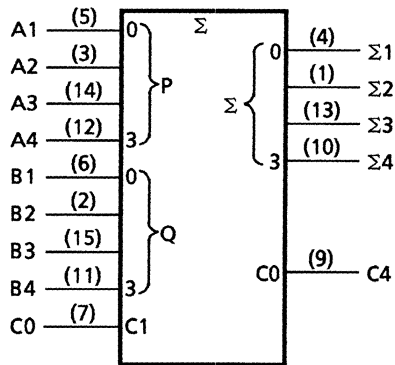 Σ
A1 (5) 0
A2 (3)
A3 (14)
A4 (12) 3
P
B1 (6) 0
B2 (2)
B3 (15)
B4 (11) 3
Q
C0 (7) C1
Σ
0 (4) Σ1
(1) Σ2
(13) Σ3
3 (10) Σ4
C0 (9) C4